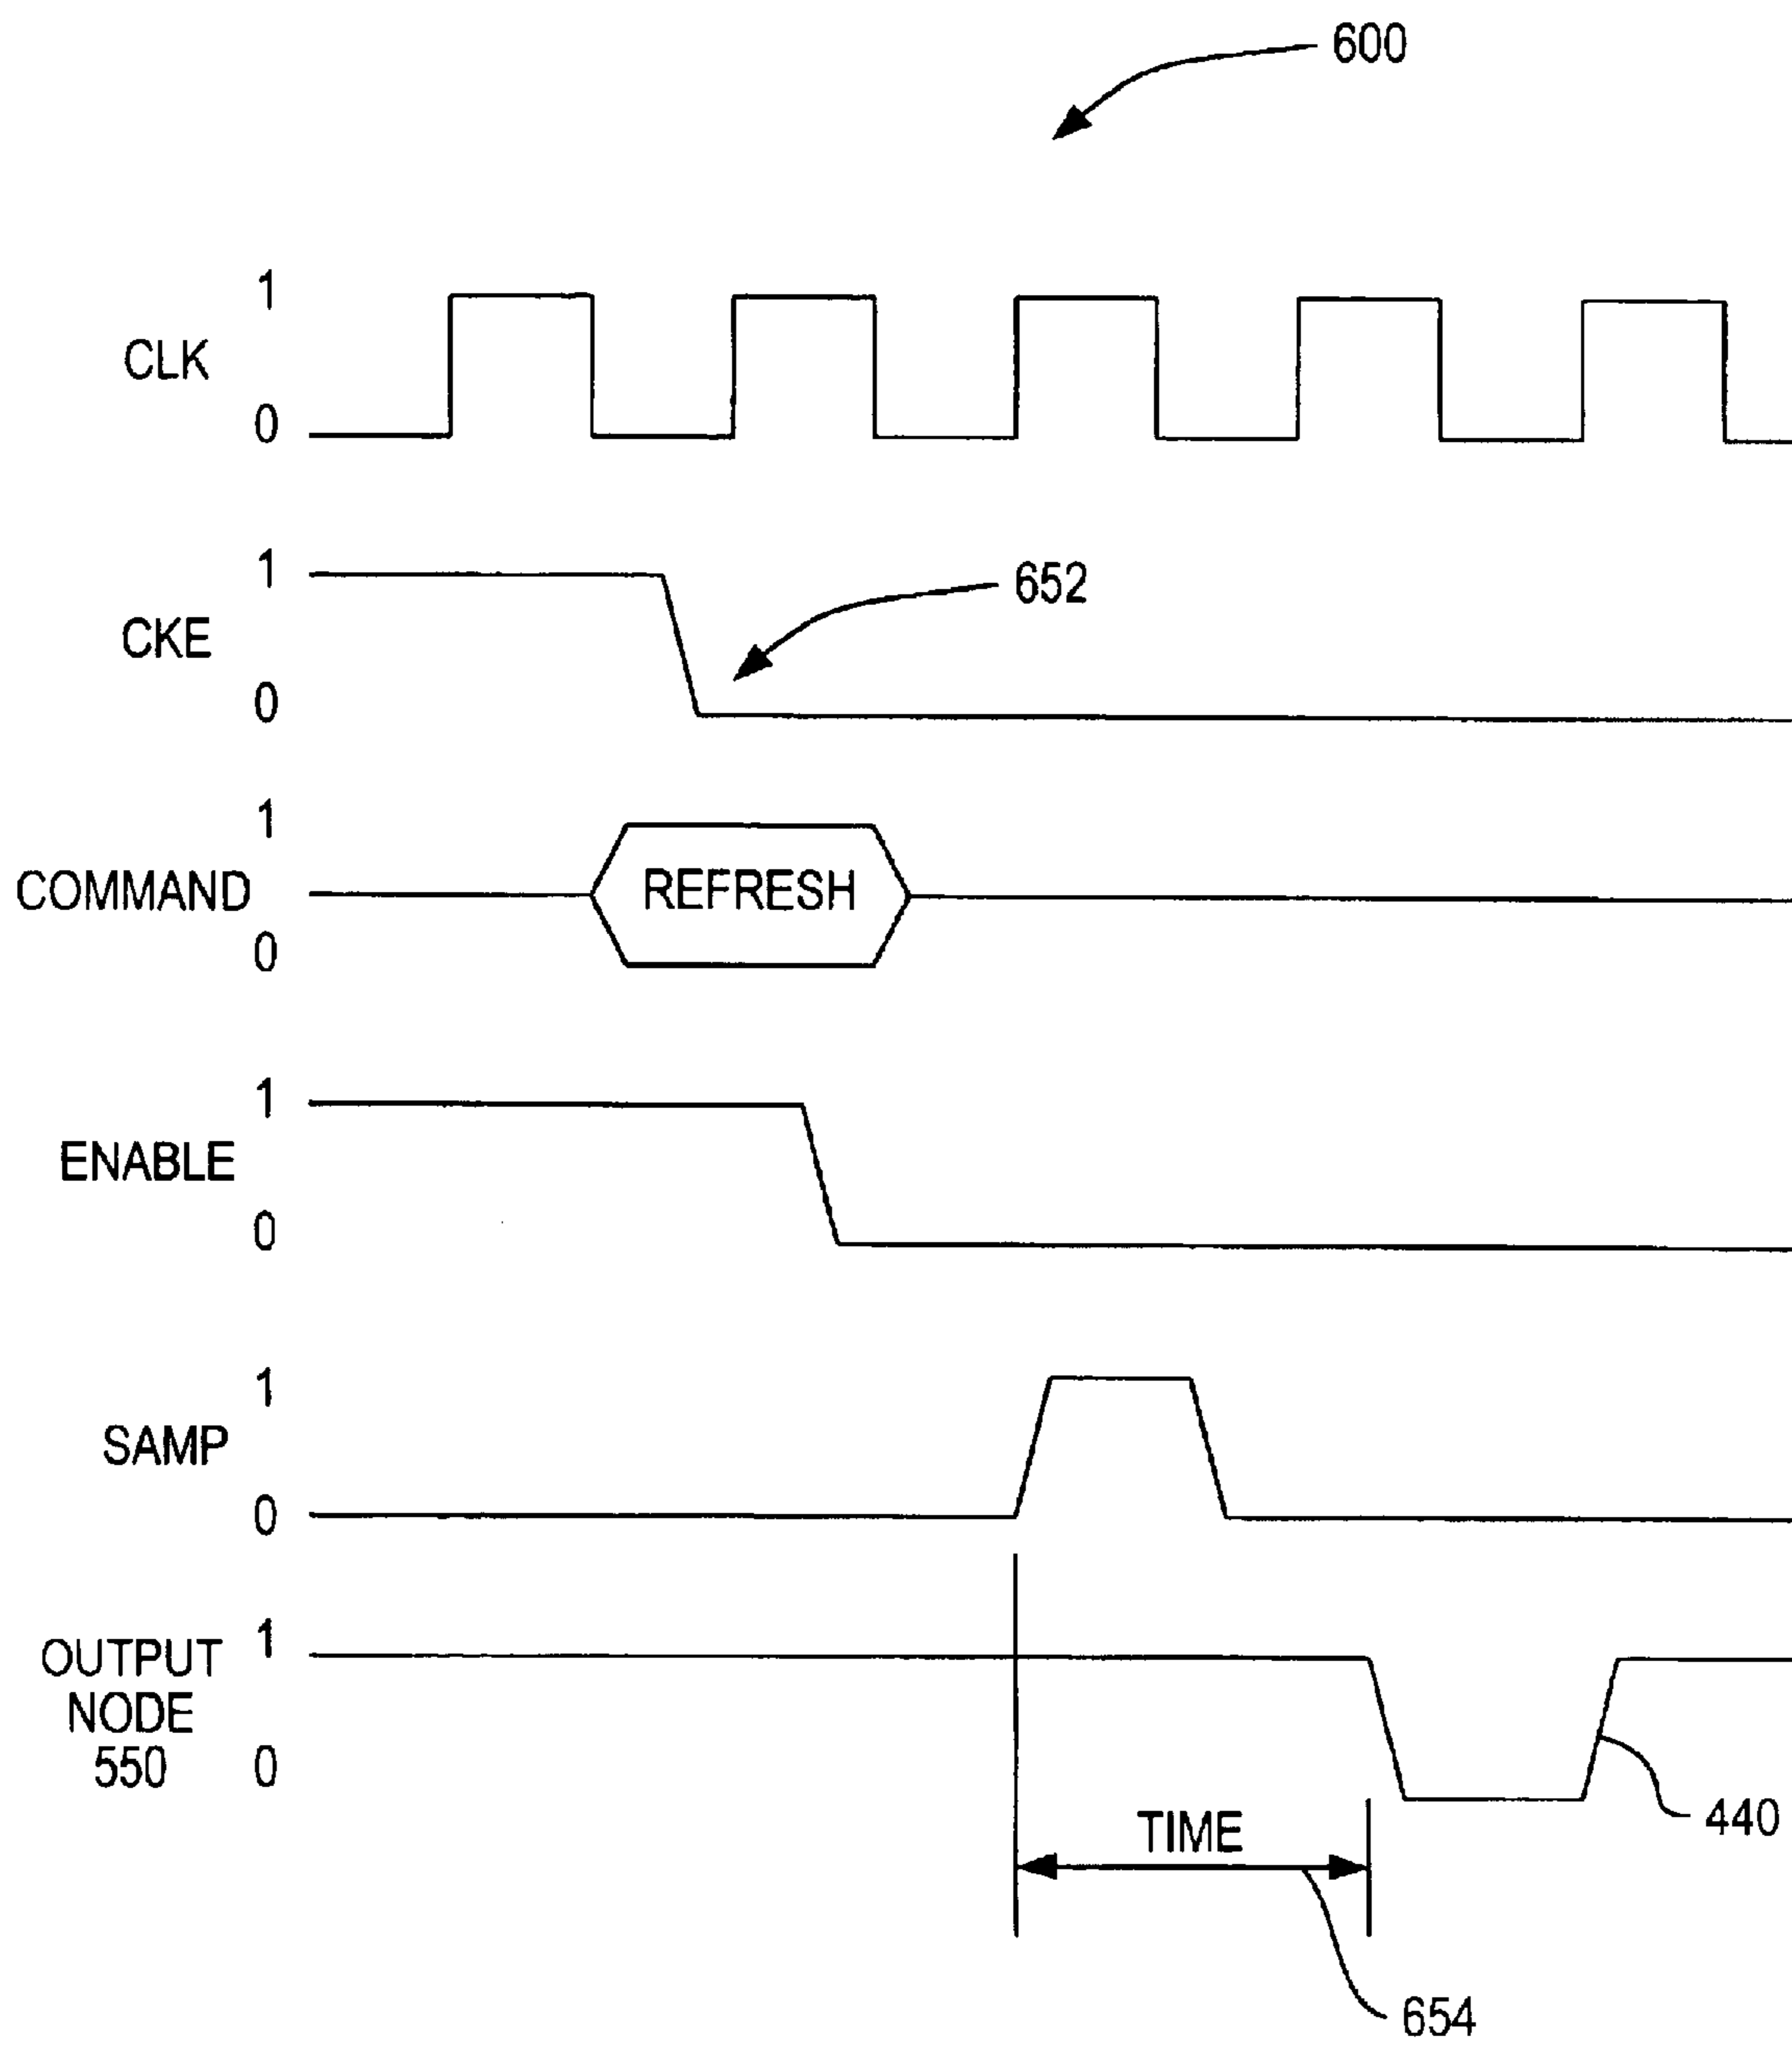 600
1
CLK
0
1
652
CKE
0
1
COMMAND
REFRESH
0
1
ENABLE
0
1
SAMP
0
1
OUTPUT
NODE
550
0
440
TIME
654